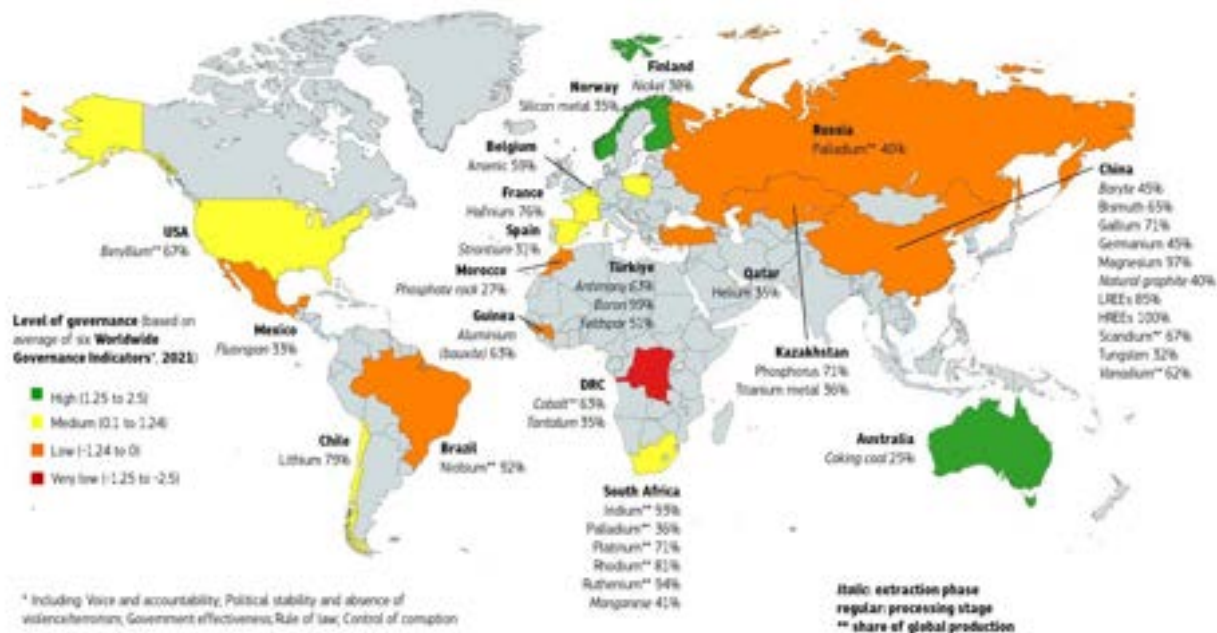 Finland
Nickel 38%
Norway
Silicon metal 35%
Belgium
Arsenic 59%
France
Hafnium 76%
Spain
Strontium 31%
Morocco
Phosphate rock 27%
Türkiye
Antimony 63%
Boron 99%
Feldspar 51%
Qatar
Helium 35%
Russia
Palladium** 40%
China
Baryte 45%
Bismuth 65%
Gallium 71%
Germanium 45%
Magnesium 97%
Natural graphite 40%
LREEs 85%
HREEs 100%
Scandium** 67%
Tungsten 32%
Vanadium** 62%
USA
Beryllium** 67%
Mexico
Fluorspar 33%
Guinea
Aluminium
(bauxite) 63%
Kazakhstan
Phosphorus 71%
Titanium metal 36%
DRC
Cobalt** 63%
Tantalum 35%
Chile
Lithium 79%
Brazil
Niobium** 92%
Australia
Coking coal 25%
South Africa
Iridium** 93%
Palladium** 36%
Platinum** 71%
Rhodium** 81%
Ruthenium** 94%
Manganese 41%
Level of governance (based on
average of six Worldwide
Governance Indicators*, 2021)
High (1.25 to 2.5)
Medium (0.1 to 1.24)
Low (-1.24 to 0)
Very low (-1.25 to -2.5)
* Including: Voice and accountability; Political stability and absence of
violence/terrorism; Government effectiveness; Rule of law; Control of corruption
Italic: extraction phase
regular: processing stage
** share of global production